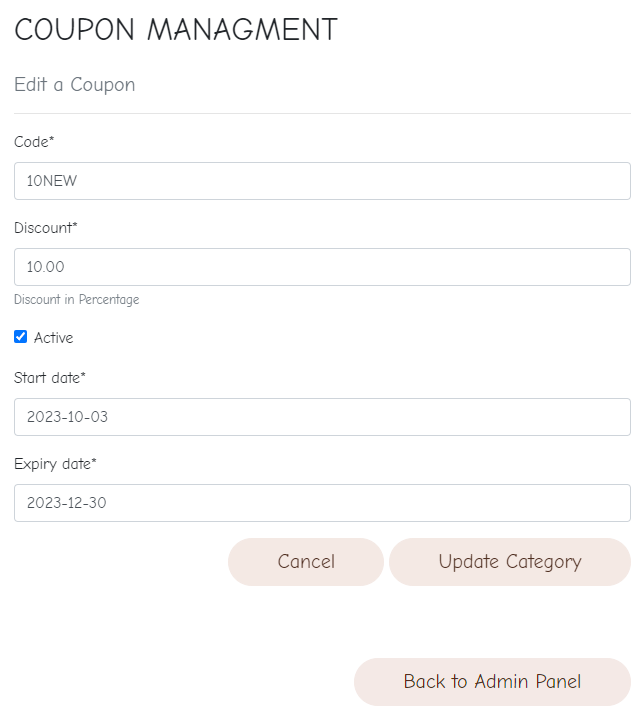 COUPON MANAGMENT
Edit a Coupon
Code*
10NEW
Discount*
10.00
Discount in Percentage
Active
Start date*
2023-10-03
Expiry date*
2023-12-30
Cancel Update Category
Back to Admin Panel